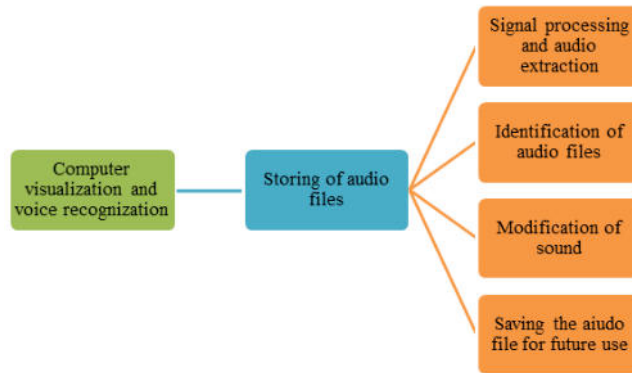 Computer
visualization and
voice recognization
Storing of audio
files
Signal processing
and audio
extraction
Identification of
audio files
Modification of
sound
Saving the aiudo
file for future use